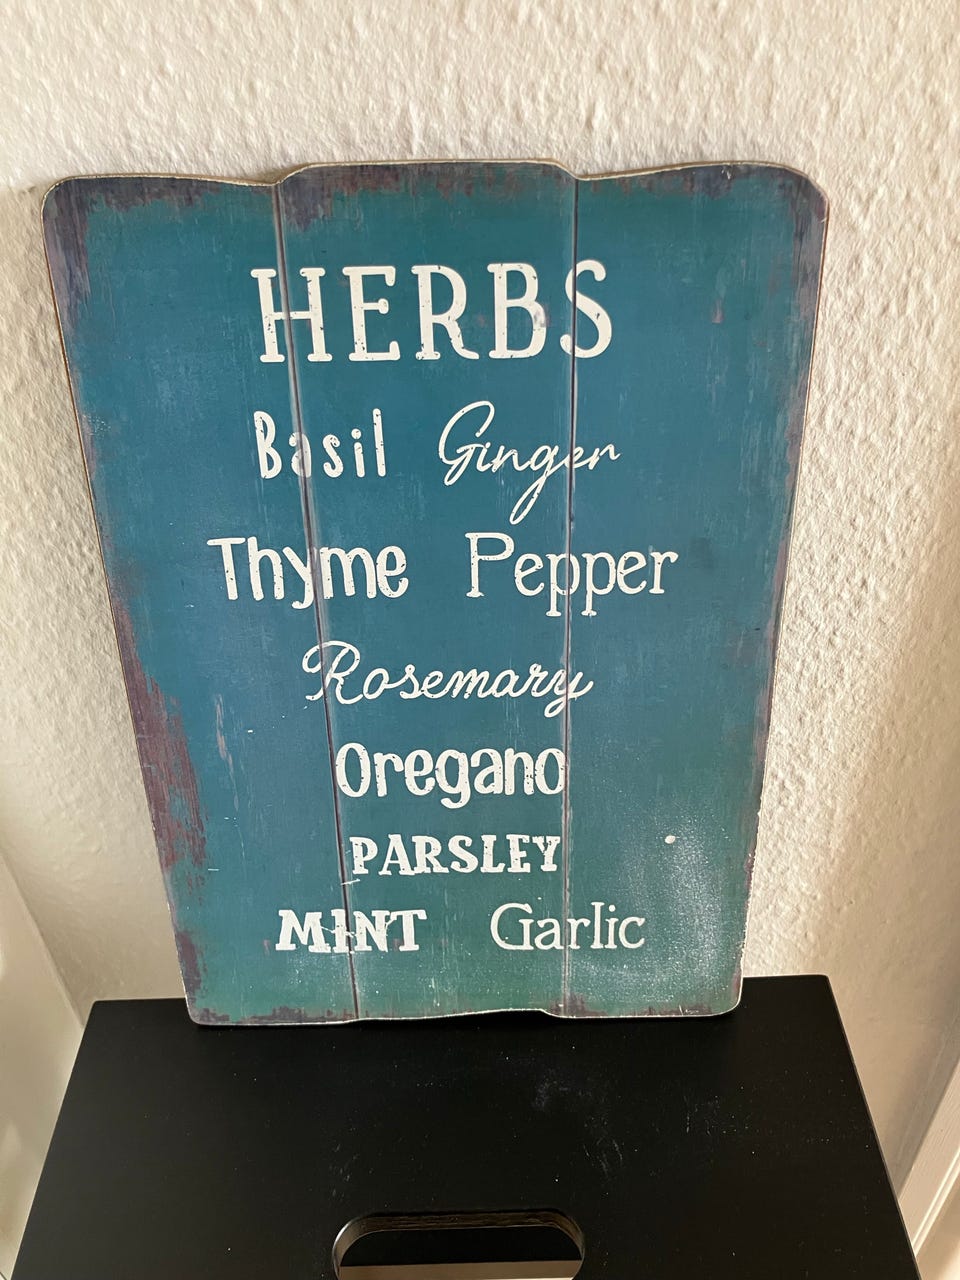 HERBS
Basil Ginger
Thyme Pepper
Rosemary
Oregano
PARSLEY
MINT Garlic